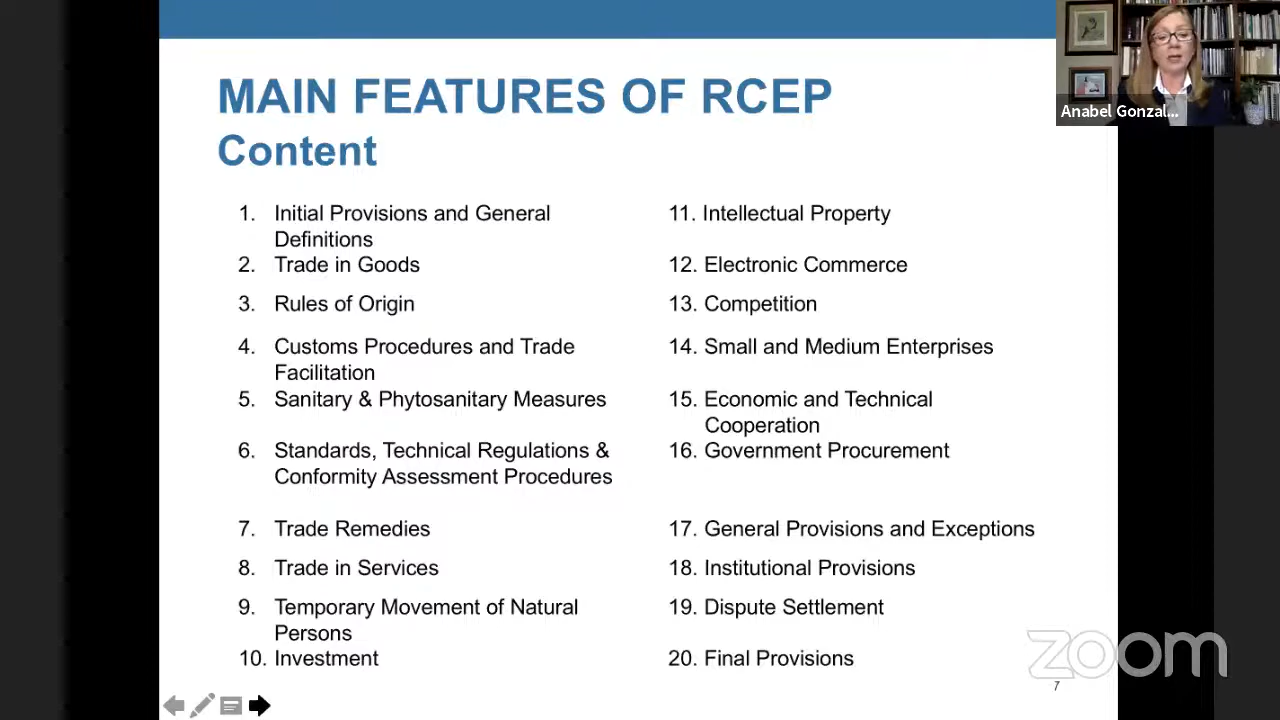 MAIN FEATURES OF RCEP
Content
1. Initial Provisions and General
Definitions
2. Trade in Goods
3. Rules of Origin
4. Customs Procedures and Trade
Facilitation
5. Sanitary & Phytosanitary Measures
6. Standards, Technical Regulations &
Conformity Assessment Procedures
7. Trade Remedies
8. Trade in Services
9. Temporary Movement of Natural
Persons
10. Investment
11. Intellectual Property
12. Electronic Commerce
13. Competition
14. Small and Medium Enterprises
15. Economic and Technical
Cooperation
16. Government Procurement
17. General Provisions and Exceptions
18. Institutional Provisions
19. Dispute Settlement
20. Final Provisions
7
Anabel Gonzal...
zoom